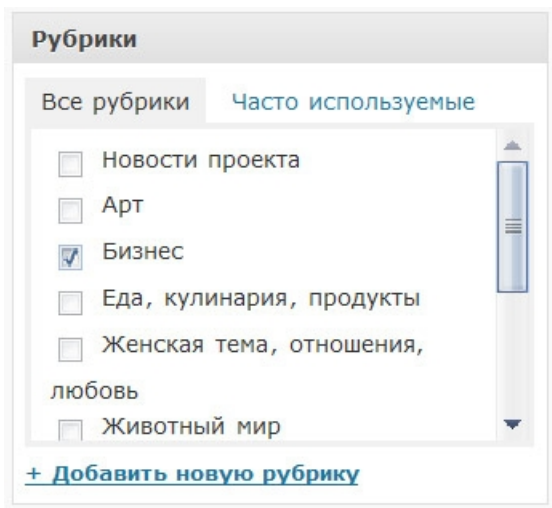 Рубрики
Все рубрики Часто используемые
Новости проекта
Арт
Бизнес
Еда, кулинария, продукты
Женская тема, отношения,
любовь
Животный мир
+ Добавить новую рубрику